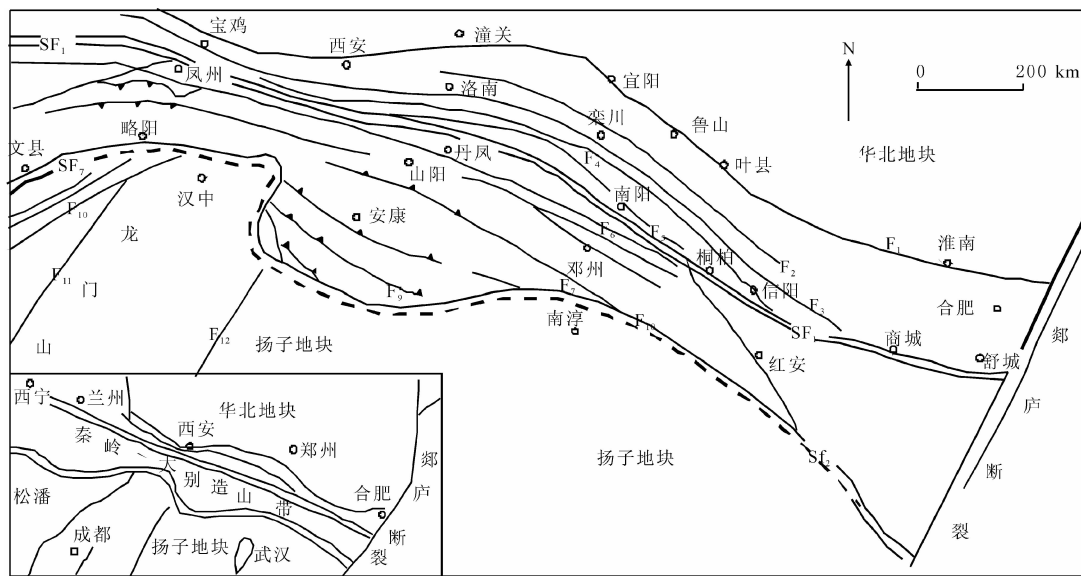 宝鸡
潼关
SF₁
西安
N
0 200 km
凤州
洛南
宜阳
栾川
鲁山
略阳
丹凤
F₄
叶县
华北地块
文县
SF₇
山阳
汉中
南阳
F₁₀
龙
安康
F₆
F₅
桐柏
F₁
淮南
F₁₁
门
邓州
F₂
F₉
F₇
信阳
F₃
合肥
F₁₂
南漳
F₁₀
SF₁
商城
郯
山
扬子地块
红安
舒城
庐
扬子地块
Sf₂
断
裂
西宁
兰州
华北地块
西安
郑州
秦岭大别造山带
合肥
郯
庐
断
裂
松潘
成都
扬子地块
武汉